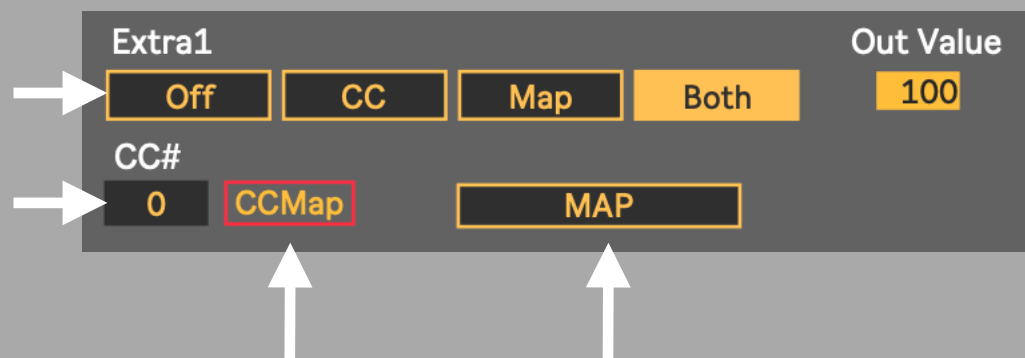 Extra1 Out Value
Off CC Map Both 100
CC#
0 CCMap MAP